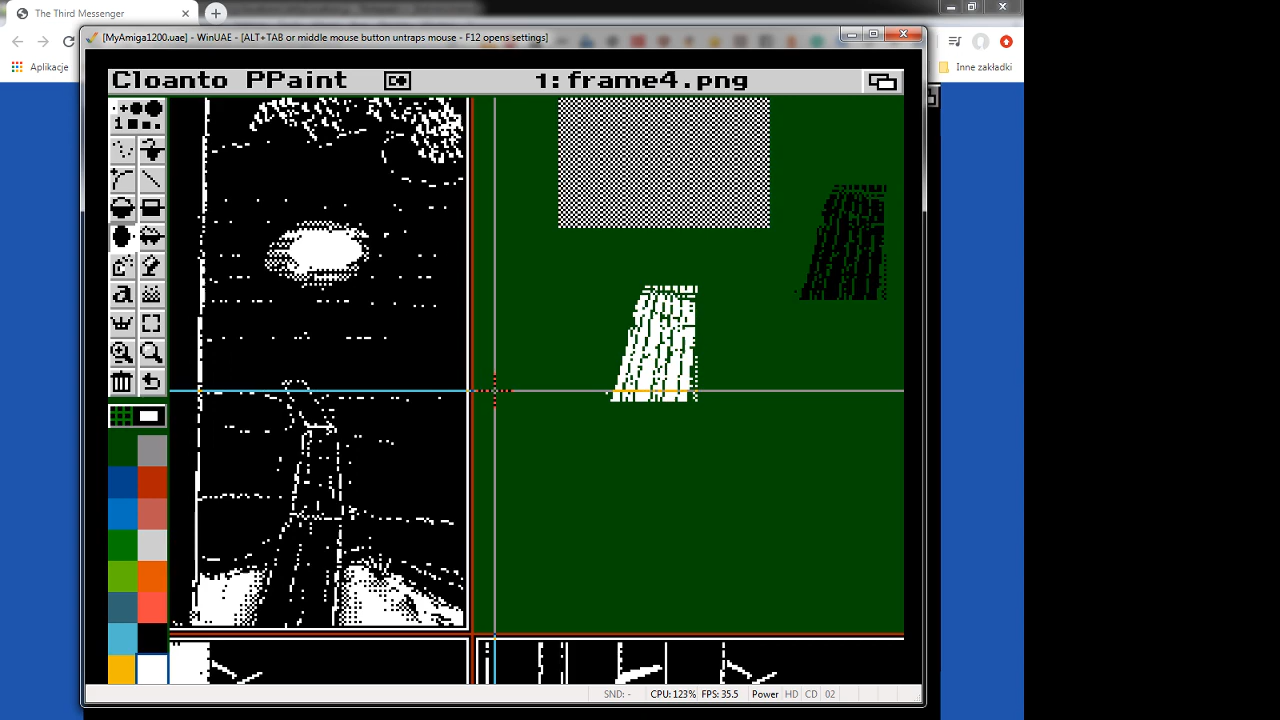 The Third Messenger
Aplikacje
Inne zakładki
[MyAmiga1200.uae] - WinUAE - [ALT+TAB or middle mouse button untraps mouse - F12 opens settings]
Cloanto PPaint
1:frame4.png
1
a
SND: -
CPU: 123%
FPS: 35.5
Power
HD
CD
02